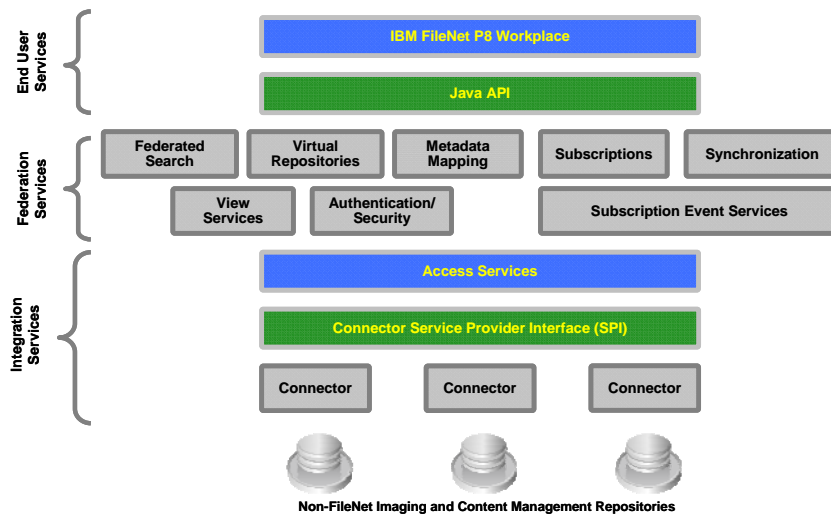 End User
Services
IBM FileNet P8 Workplace
Java API
Federation
Services
Federated
Search
Virtual
Repositories
Metadata
Mapping
Subscriptions
Synchronization
View
Services
Authentication/
Security
Subscription Event Services
Integration
Services
Access Services
Connector Service Provider Interface (SPI)
Connector
Connector
Connector
Non-FileNet Imaging and Content Management Repositories